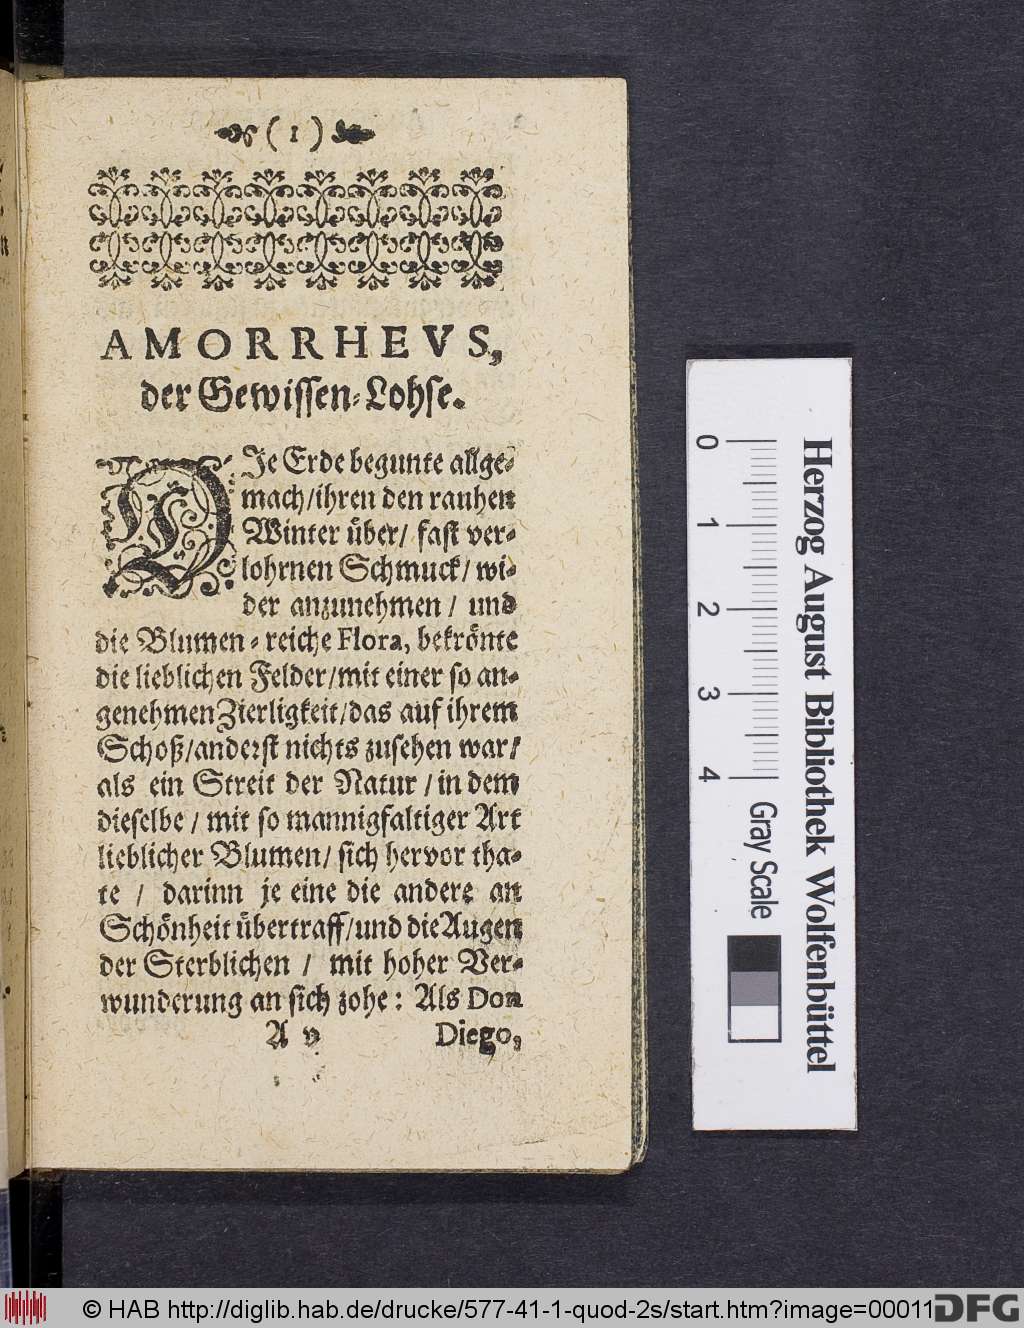 ( 1 )
AMORRHEVS,
der Gewissen-Lohse.
DJe Erde begunte allge-
mach/ihren den rauhen
Winter über/ fast ver-
lohrnen Schmuck/ wi-
der anzunehmen / und
die Blumen-reiche Flora, bekrönte
die lieblichen Felder/mit einer so an-
genehmen Zierligkeit/das auf ihrem
Schoß/anderst nichts zusehen war/
als ein Streit der Natur / in dem
dieselbe / mit so mannigfaltiger Art
lieblicher Blumen/ sich hervor tha-
te / darinn je eine die andere an
Schönheit übertraff/und die Augen
der Sterblichen / mit hoher Ver-
wunderung an sich zohe: Als Don
A v Diego,
Herzog August Bibliothek Wolfenbüttel
0 1 2 3 4 Gray Scale
© HAB http://diglib.hab.de/drucke/577-41-1-quod-2s/start.htm?image=00011
DFG